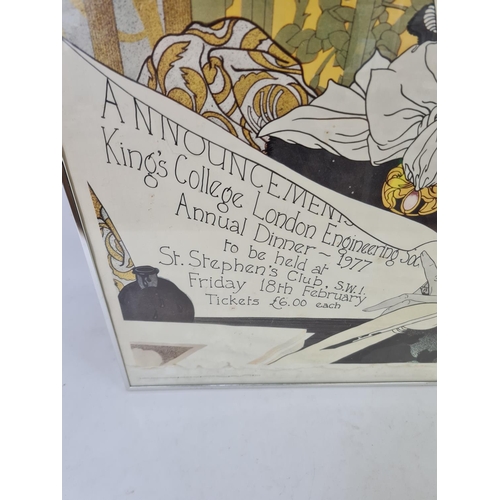 ANNOUNCEMENT
King's College London Engineering Soc
Annual Dinner ~ 1977
to be held at
St. Stephen's Club, S.W.1.
Friday 18th February
Tickets £6.00 each